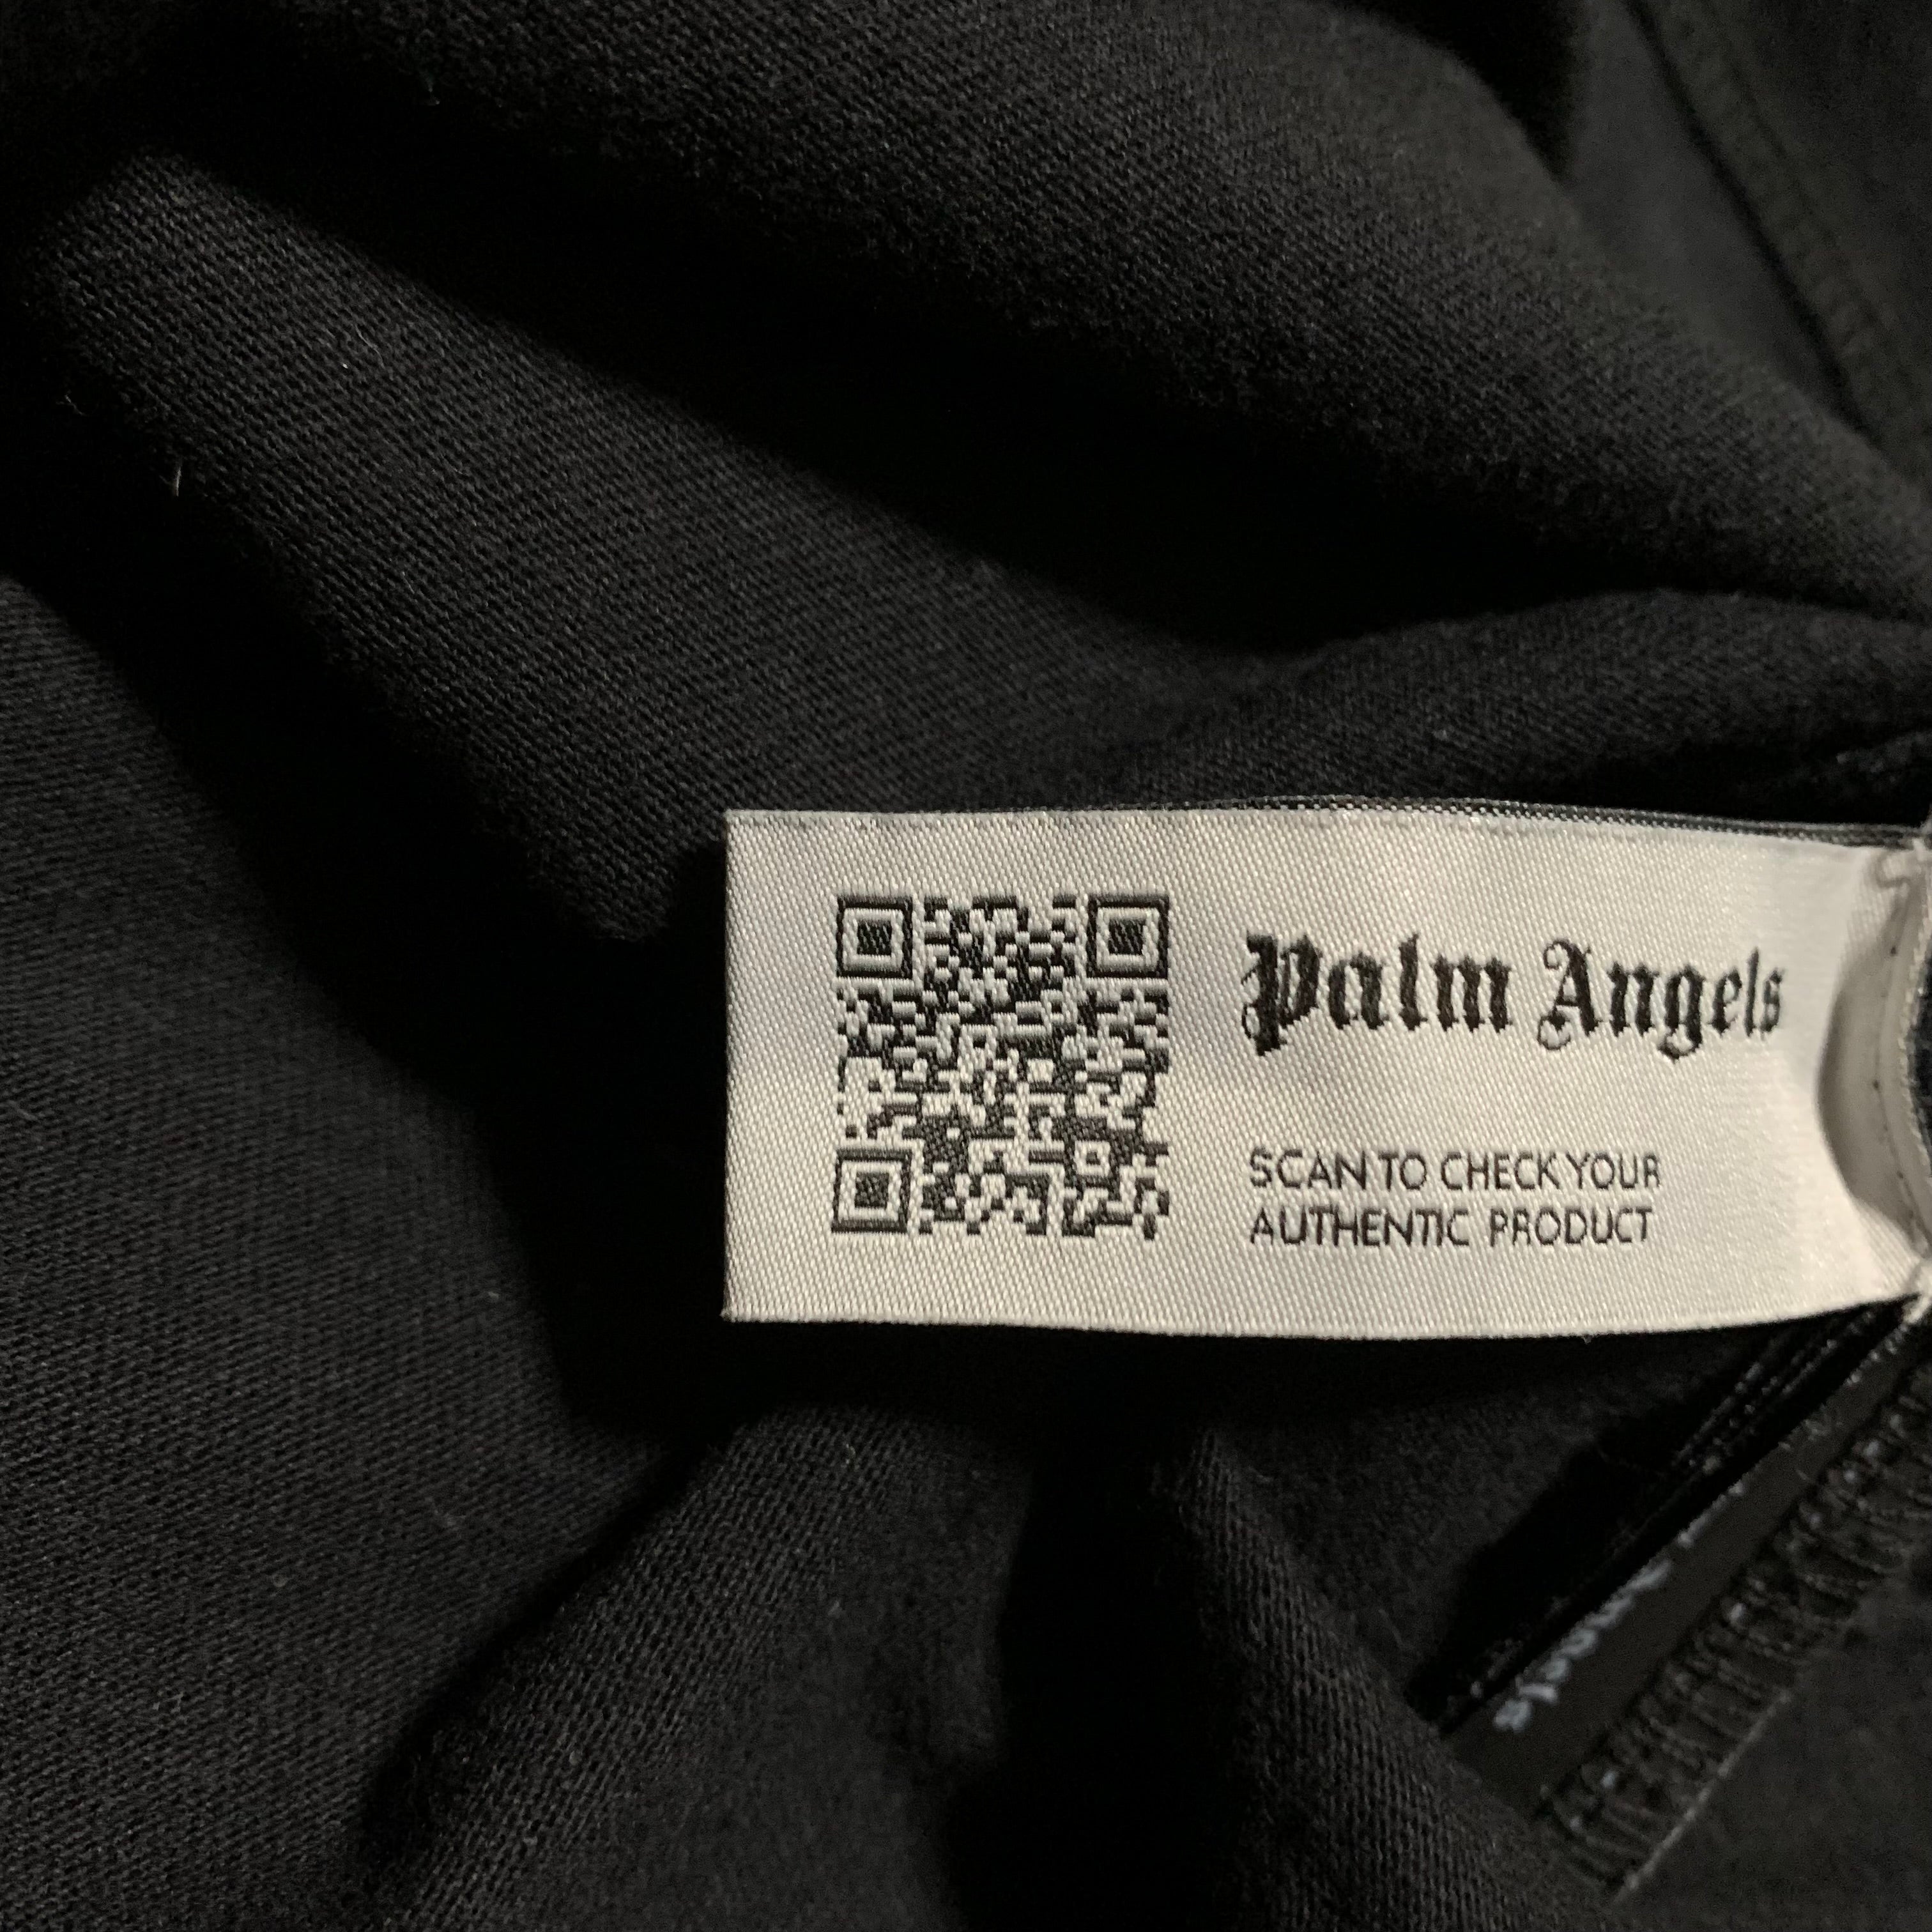 Palm Angels
SCAN TO CHECK YOUR
AUTHENTIC PRODUCT